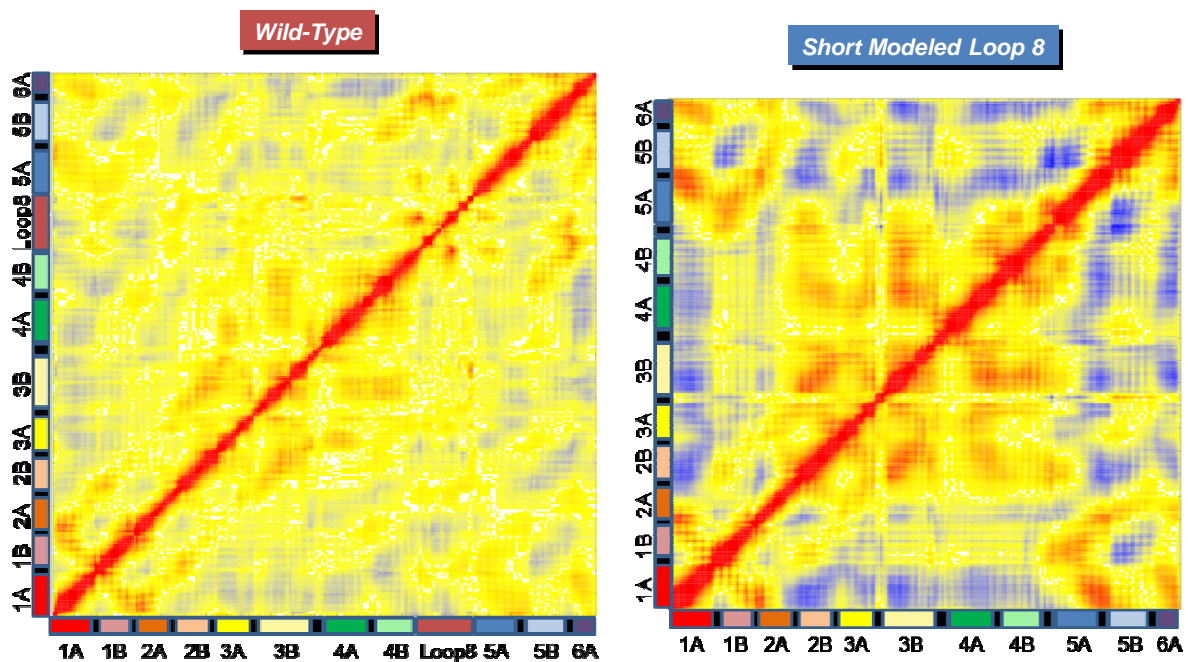 Wild-Type
Short Modeled Loop 8
6A
5B
5A
Loop8
4B
4A
3B
3A
2B
2A
1B
1A
1A 1B 2A 2B 3A 3B 4A 4B Loop8 5A 5B 6A
6A
5B
5A
4B
4A
3B
3A
2B
2A
1B
1A
1A 1B 2A 2B 3A 3B 4A 4B 5A 5B 6A